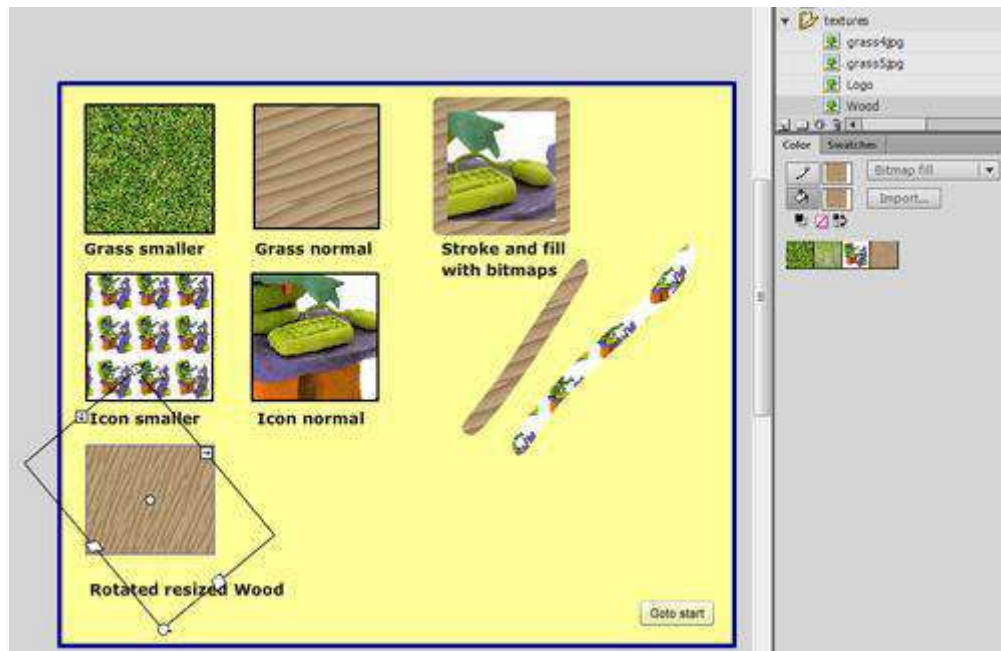 textures
grass4jpg
grass5jpg
Logo
Wood
Color Swatches
Bitmap fill
Import...
Grass smaller
Grass normal
Stroke and fill
with bitmaps
Icon smaller
Icon normal
Rotated resized Wood
Goto start